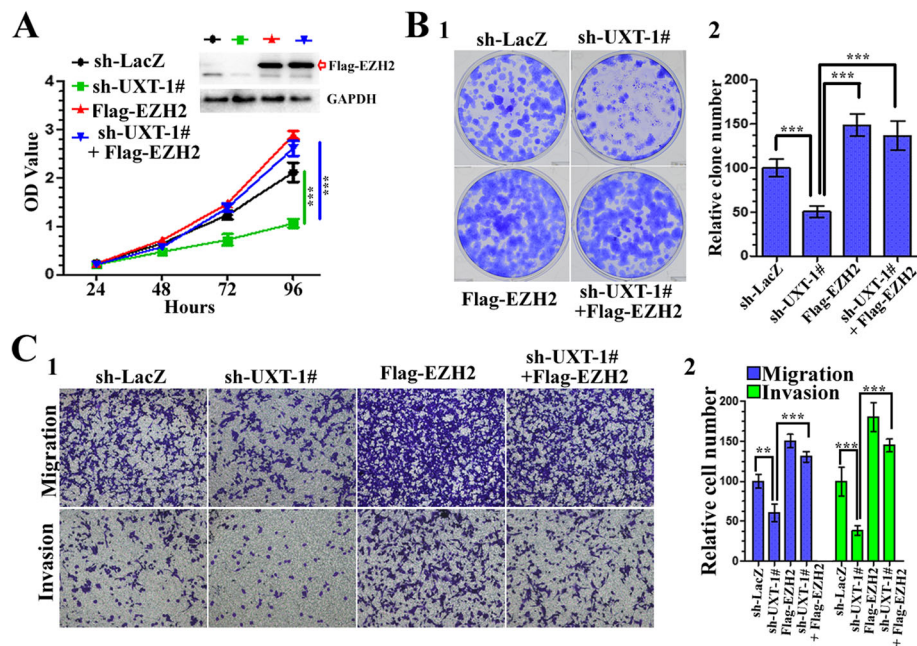 A
sh-LacZ
sh-UXT-1#
Flag-EZH2
sh-UXT-1#
+ Flag-EZH2
Flag-EZH2
GAPDH
OD Value
4
3
2
1
0
24
48
72
96
Hours
***
***
B
1
sh-LacZ
sh-UXT-1#
Flag-EZH2
sh-UXT-1#
+Flag-EZH2
2
Relative clone number
200
150
100
50
0
***
***
***
sh-LacZ
sh-UXT-1#
Flag-EZH2
sh-UXT-1#
+ Flag-EZH2
C
1
sh-LacZ
sh-UXT-1#
Flag-EZH2
sh-UXT-1#
+Flag-EZH2
Migration
Invasion
2
Migration
Invasion
Relative cell number
200
150
100
50
0
**
***
***
***
sh-LacZ
sh-UXT-1#
Flag-EZH2
sh-UXT-1#
+ Flag-EZH2
sh-LacZ
sh-UXT-1#
Flag-EZH2
sh-UXT-1#
+ Flag-EZH2